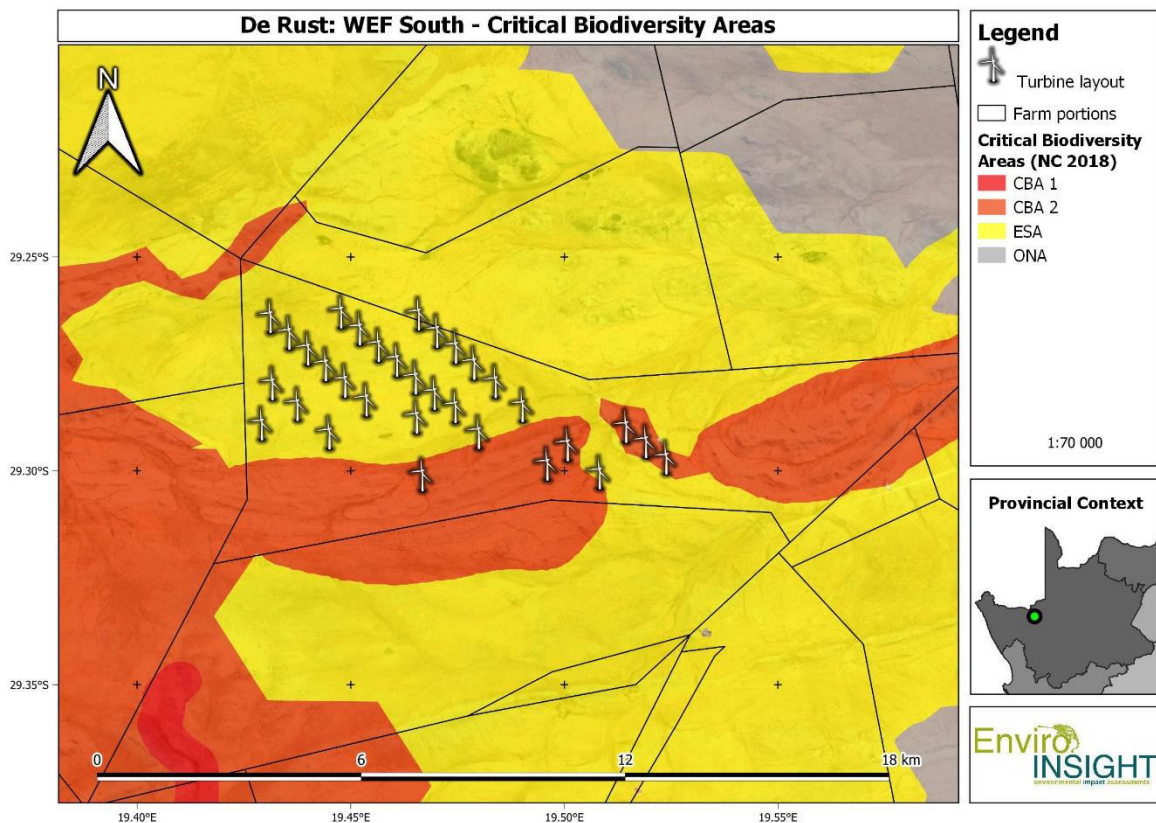 De Rust: WEF South - Critical Biodiversity Areas
N
Legend
Turbine layout
Farm portions
Critical Biodiversity
Areas (NC 2018)
CBA 1
CBA 2
ESA
ONA
1:70 000
Provincial Context
Enviro
INSIGHT
environmental impact assessments
29.25°S
29.30°S
29.35°S
0
6
12
18 km
19.40°E
19.45°E
19.50°E
19.55°E